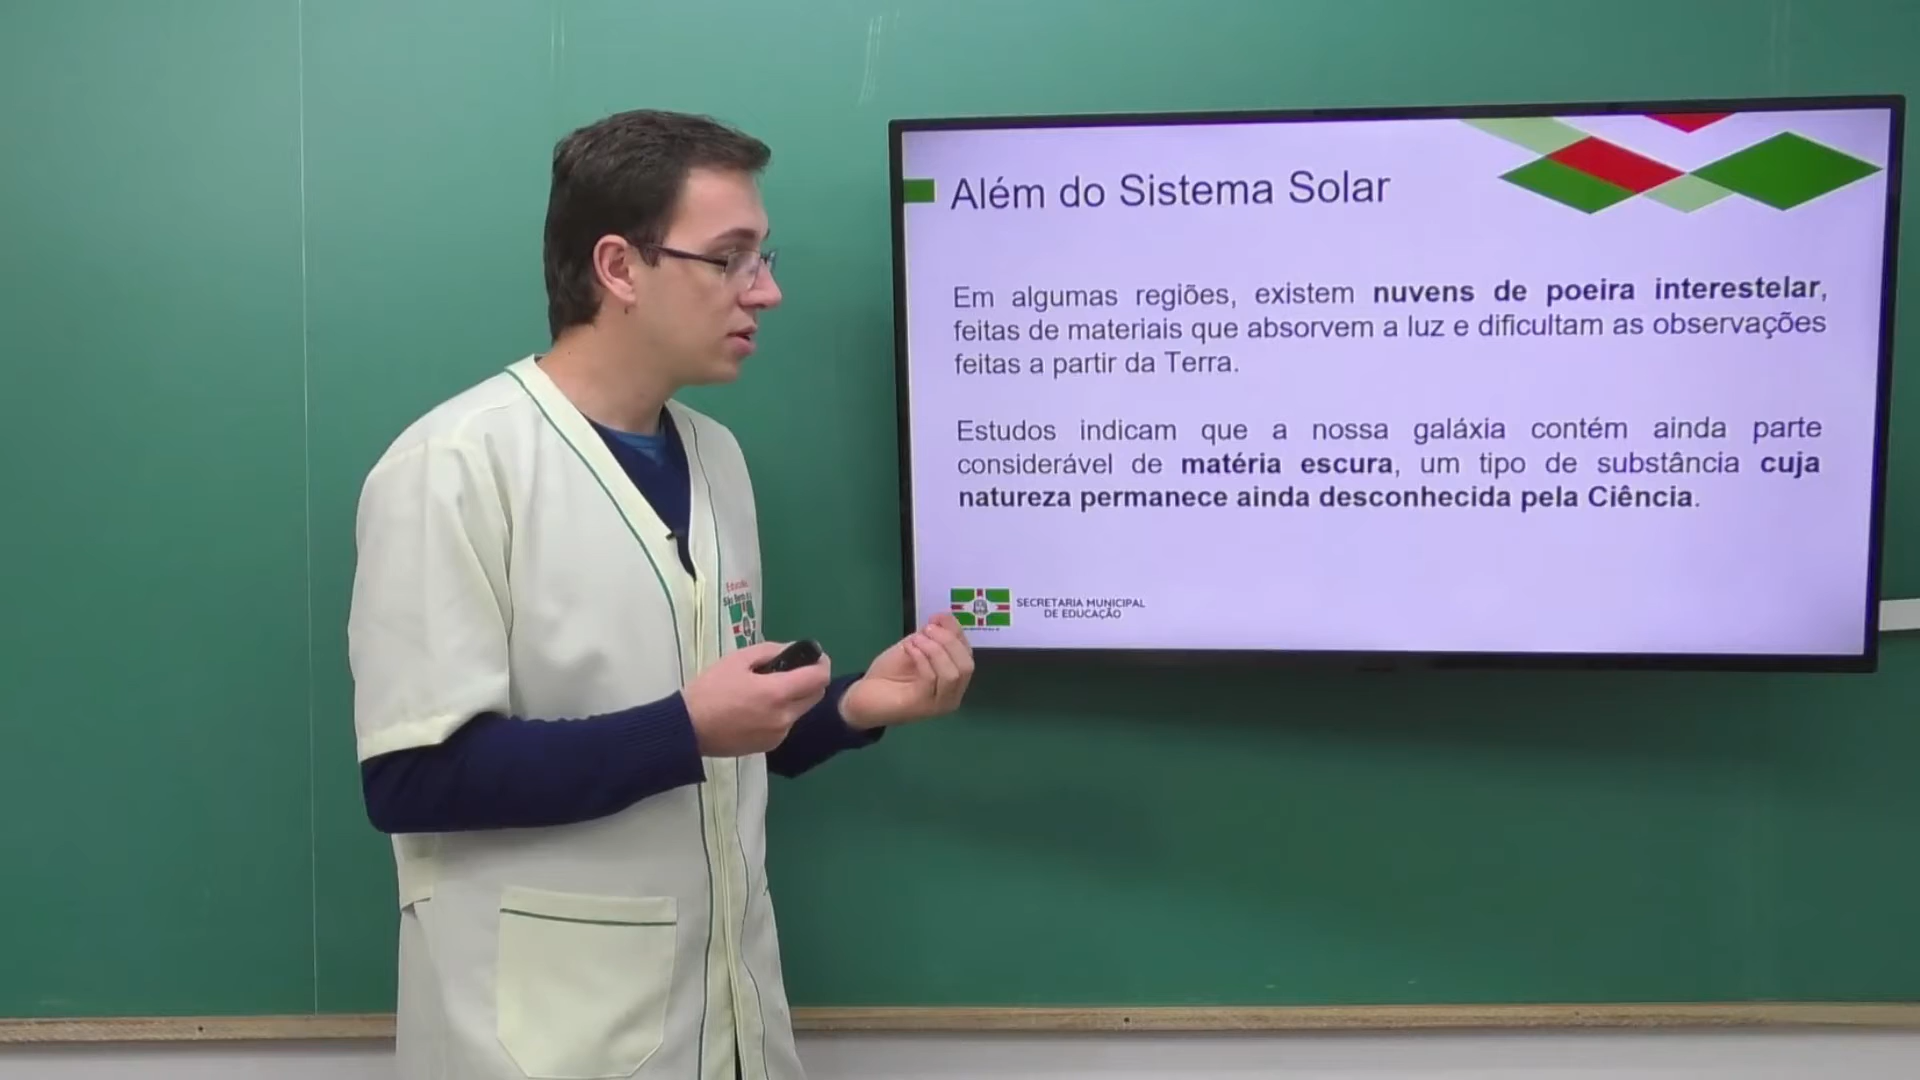 Além do Sistema Solar
Em algumas regiões, existem nuvens de poeira interestelar,
feitas de materiais que absorvem a luz e dificultam as observações
feitas a partir da Terra.
Estudos indicam que a nossa galáxia contém ainda parte
considerável de matéria escura, um tipo de substância cuja
natureza permanece ainda desconhecida pela Ciência.
SECRETARIA MUNICIPAL
DE EDUCAÇÃO